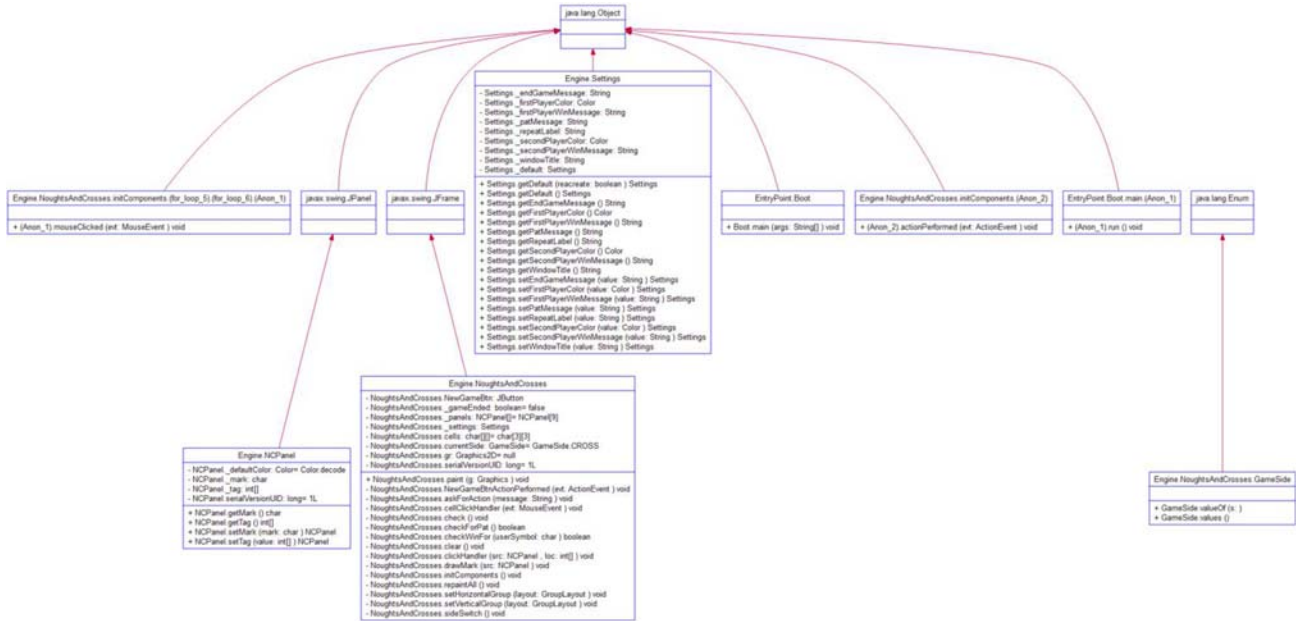 java.lang.Object
Engine.Settings
- Settings._endGameMessage: String
- Settings._firstPlayerColor: Color
- Settings._firstPlayerWinMessage: String
- Settings._patMessage: String
- Settings._repeatLabel: String
- Settings._secondPlayerColor: Color
- Settings._secondPlayerWinMessage: String
- Settings._windowTitle: String
- Settings._default: Settings
+ Settings.getDefault (reacreate: boolean ) Settings
+ Settings.getDefault () Settings
+ Settings.getEndGameMessage () String
+ Settings.getFirstPlayerColor () Color
+ Settings.getFirstPlayerWinMessage () String
+ Settings.getPatMessage () String
+ Settings.getRepeatLabel () String
+ Settings.getSecondPlayerColor () Color
+ Settings.getSecondPlayerWinMessage () String
+ Settings.getWindowTitle () String
+ Settings.setEndGameMessage (value: String ) Settings
+ Settings.setFirstPlayerColor (value: Color ) Settings
+ Settings.setFirstPlayerWinMessage (value: String ) Settings
+ Settings.setPatMessage (value: String ) Settings
+ Settings.setRepeatLabel (value: String ) Settings
+ Settings.setSecondPlayerColor (value: Color ) Settings
+ Settings.setSecondPlayerWinMessage (value: String ) Settings
+ Settings.setWindowTitle (value: String ) Settings
Engine.NoughtsAndCrosses.initComponents.(for_loop_5).(for_loop_6).(Anon_1)
+ (Anon_1).mouseClicked (evt: MouseEvent ) void
javax.swing.JPanel
javax.swing.JFrame
EntryPoint.Boot
+ Boot.main (args: String[] ) void
Engine.NoughtsAndCrosses.initComponents.(Anon_2)
+ (Anon_2).actionPerformed (evt: ActionEvent ) void
EntryPoint.Boot.main.(Anon_1)
+ (Anon_1).run () void
java.lang.Enum
Engine.NoughtsAndCrosses
- NoughtsAndCrosses.NewGameBtn: JButton
- NoughtsAndCrosses._gameEnded: boolean= false
- NoughtsAndCrosses._panels: NCPanel[]= NCPanel[9]
- NoughtsAndCrosses._settings: Settings
- NoughtsAndCrosses.cells: char[][]= char[3][3]
- NoughtsAndCrosses.currentSide: GameSide= GameSide.CROSS
- NoughtsAndCrosses.gr: Graphics2D= null
- NoughtsAndCrosses.serialVersionUID: long= 1L
+ NoughtsAndCrosses.paint (g: Graphics ) void
- NoughtsAndCrosses.NewGameBtnActionPerformed (evt: ActionEvent ) void
- NoughtsAndCrosses.askForAction (message: String ) void
- NoughtsAndCrosses.cellClickHandler (evt: MouseEvent ) void
- NoughtsAndCrosses.check () void
- NoughtsAndCrosses.checkForPat () boolean
- NoughtsAndCrosses.checkWinFor (userSymbol: char ) boolean
- NoughtsAndCrosses.clear () void
- NoughtsAndCrosses.clickHandler (src: NCPanel , loc: int[] ) void
- NoughtsAndCrosses.drawMark (src: NCPanel ) void
- NoughtsAndCrosses.initComponents () void
- NoughtsAndCrosses.repaintAll () void
- NoughtsAndCrosses.setHorizontalGroup (layout: GroupLayout ) void
- NoughtsAndCrosses.setVerticalGroup (layout: GroupLayout ) void
- NoughtsAndCrosses.sideSwitch () void
Engine.NCPanel
- NCPanel._defaultColor: Color= Color.decode
- NCPanel._mark: char
- NCPanel._tag: int[]
- NCPanel.serialVersionUID: long= 1L
+ NCPanel.getMark () char
+ NCPanel.getTag () int[]
+ NCPanel.setMark (mark: char ) NCPanel
+ NCPanel.setTag (value: int[] ) NCPanel
Engine.NoughtsAndCrosses.GameSide
+ GameSide.valueOf (s: )
+ GameSide.values ()